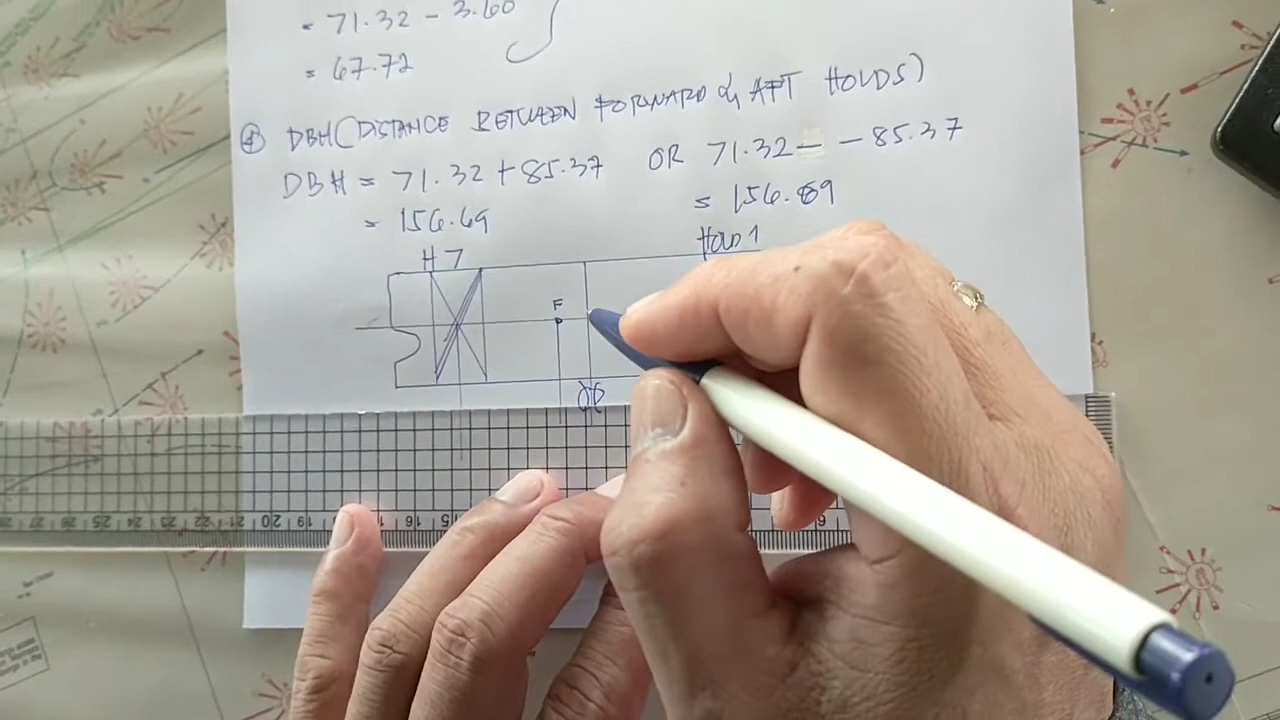 = 71.32 - 3.60
= 67.72
④ DBH (DISTANCE BETWEEN FORWARD & AFT HOLDS)
DBH = 71.32 + 85.37 OR 71.32 - - 85.37
= 156.69 = 156.69
H 7 HOLD 1
F